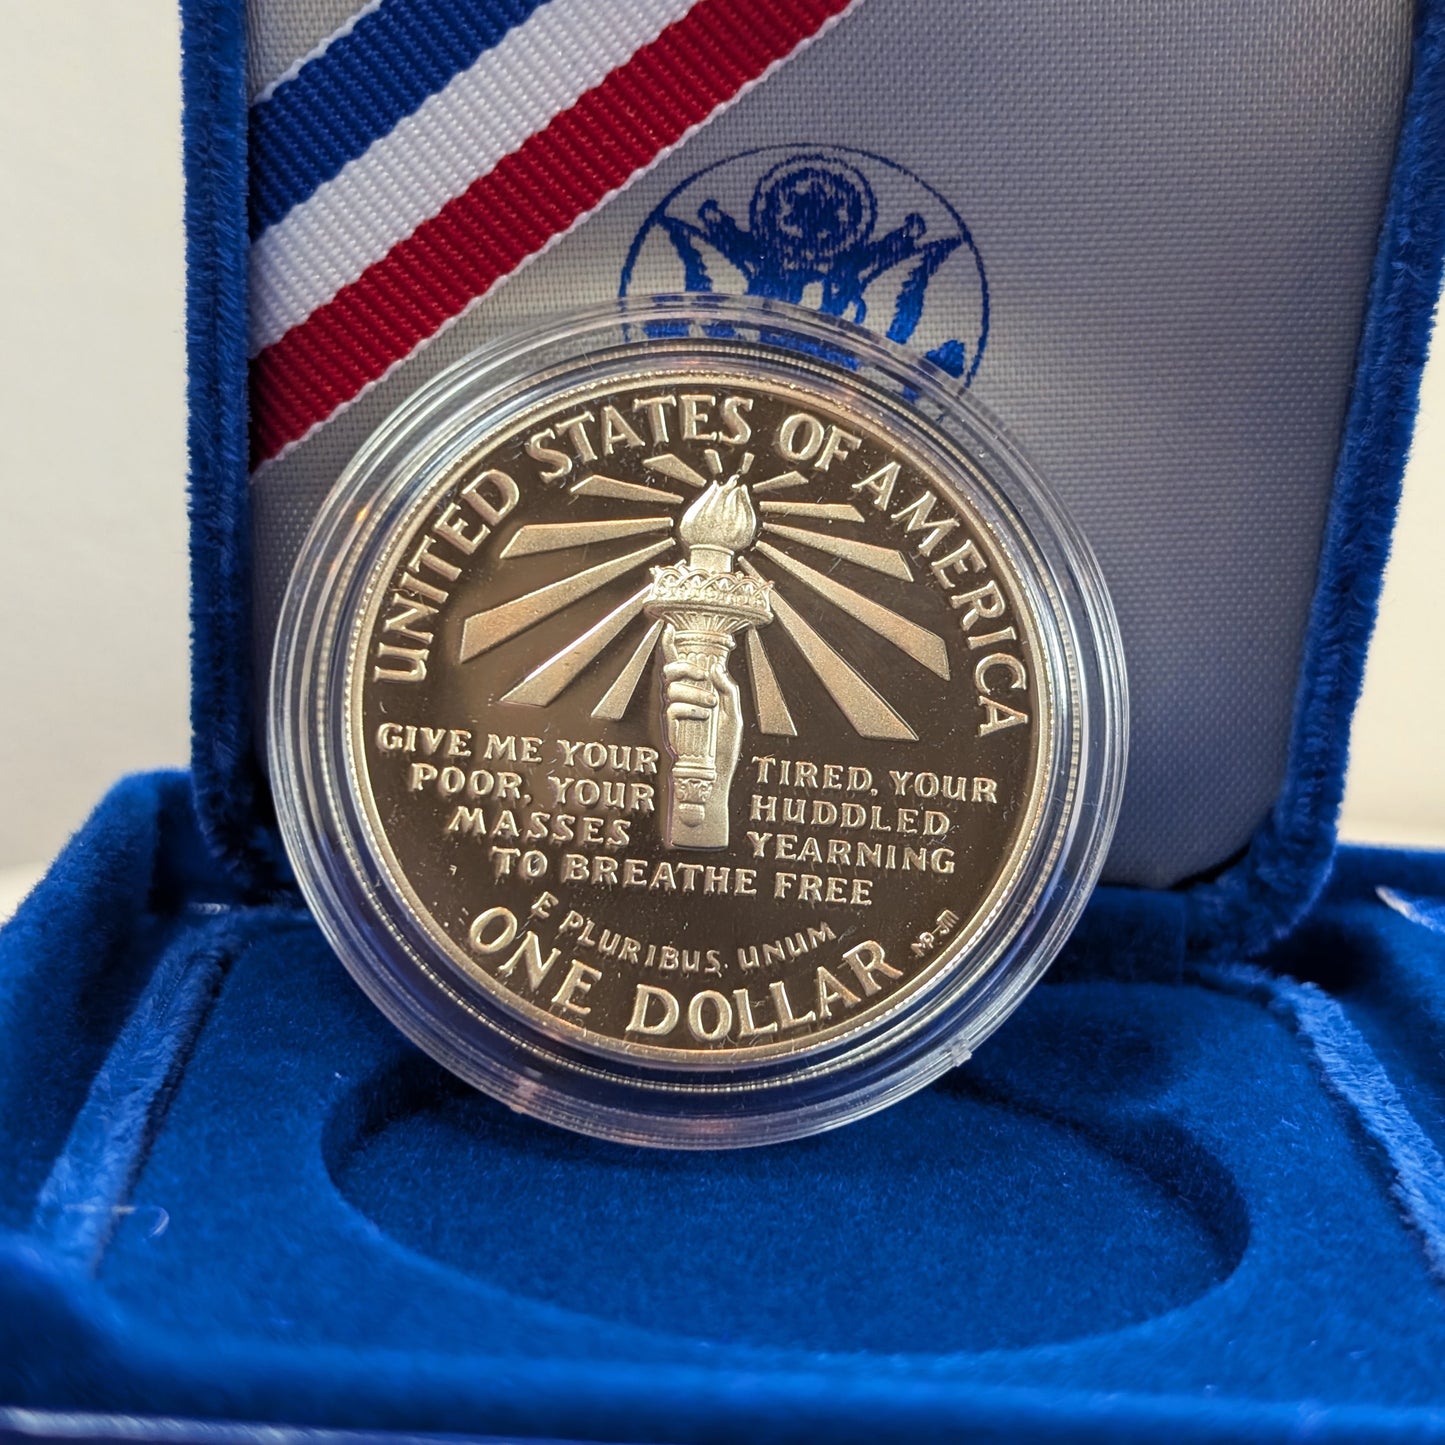 UNITED STATES OF AMERICA
GIVE ME YOUR TIRED, YOUR
POOR, YOUR HUDDLED
MASSES YEARNING
TO BREATHE FREE
E PLURIBUS UNUM
ONE DOLLAR